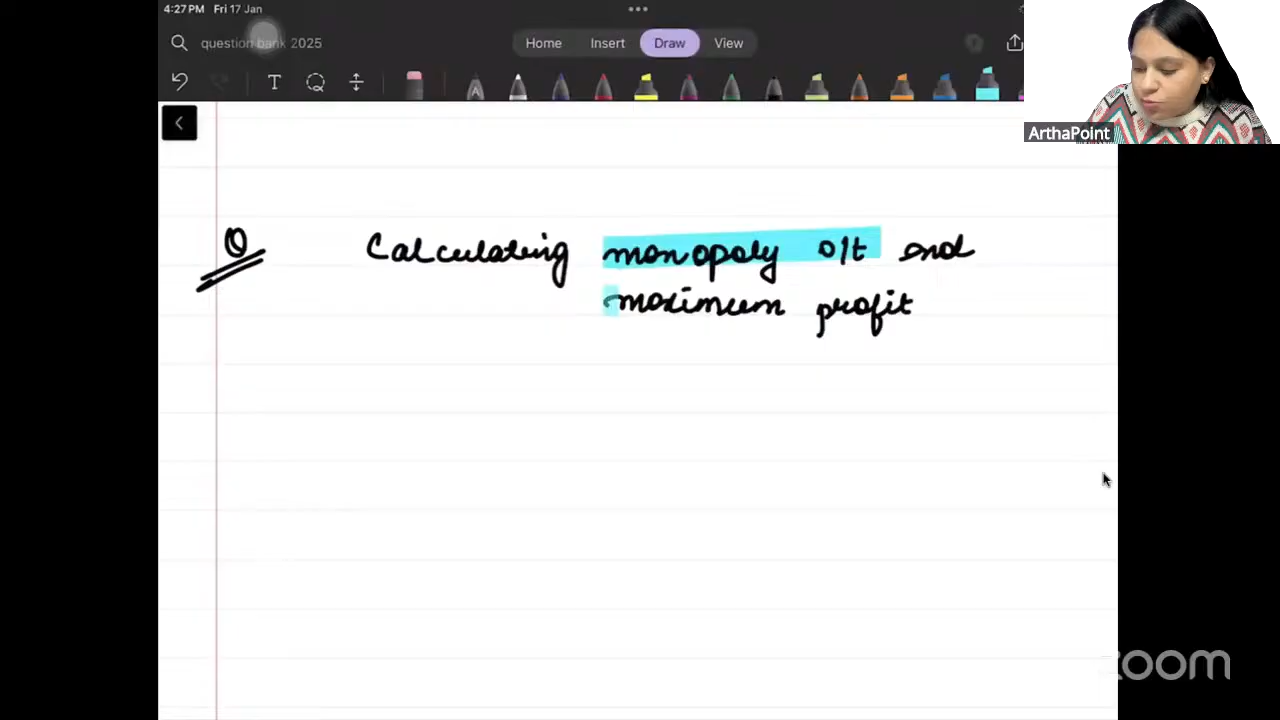 4:27 PM Fri 17 Jan
question bank 2025
Home Insert Draw View
T
A
ArthaPoint
Q Calculating monopoly o/t and
maximum profit
zoom